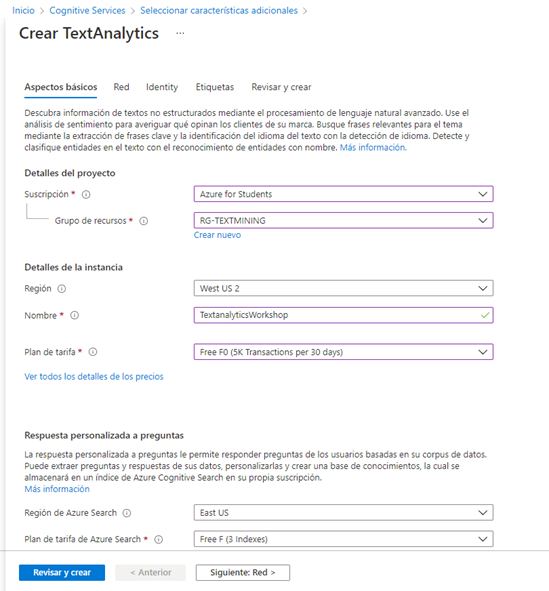 Inicio > Cognitive Services > Seleccionar características adicionales >
Crear TextAnalytics ...
Aspectos básicos Red Identity Etiquetas Revisar y crear
Descubra información de textos no estructurados mediante el procesamiento de lenguaje natural avanzado. Use el
análisis de sentimiento para averiguar qué opinan los clientes de su marca. Busque frases relevantes para el tema
mediante la extracción de frases clave y la identificación del idioma del texto con la detección de idioma. Detecte y
clasifique entidades en el texto con el reconocimiento de entidades con nombre. Más información.
Detalles del proyecto
Suscripción * Azure for Students
Grupo de recursos * RG-TEXTMINING
Crear nuevo
Detalles de la instancia
Región West US 2
Nombre * TextanalyticsWorkshop
Plan de tarifa * Free F0 (5K Transactions per 30 days)
Ver todos los detalles de los precios
Respuesta personalizada a preguntas
La respuesta personalizada a preguntas le permite responder preguntas de los usuarios basadas en su corpus de datos.
Puede extraer preguntas y respuestas de sus datos, personalizarlas y crear una base de conocimientos, la cual se
almacenará en un índice de Azure Cognitive Search en su propia suscripción.
Más información
Región de Azure Search East US
Plan de tarifa de Azure Search * Free F (3 Indexes)
Revisar y crear < Anterior Siguiente: Red >